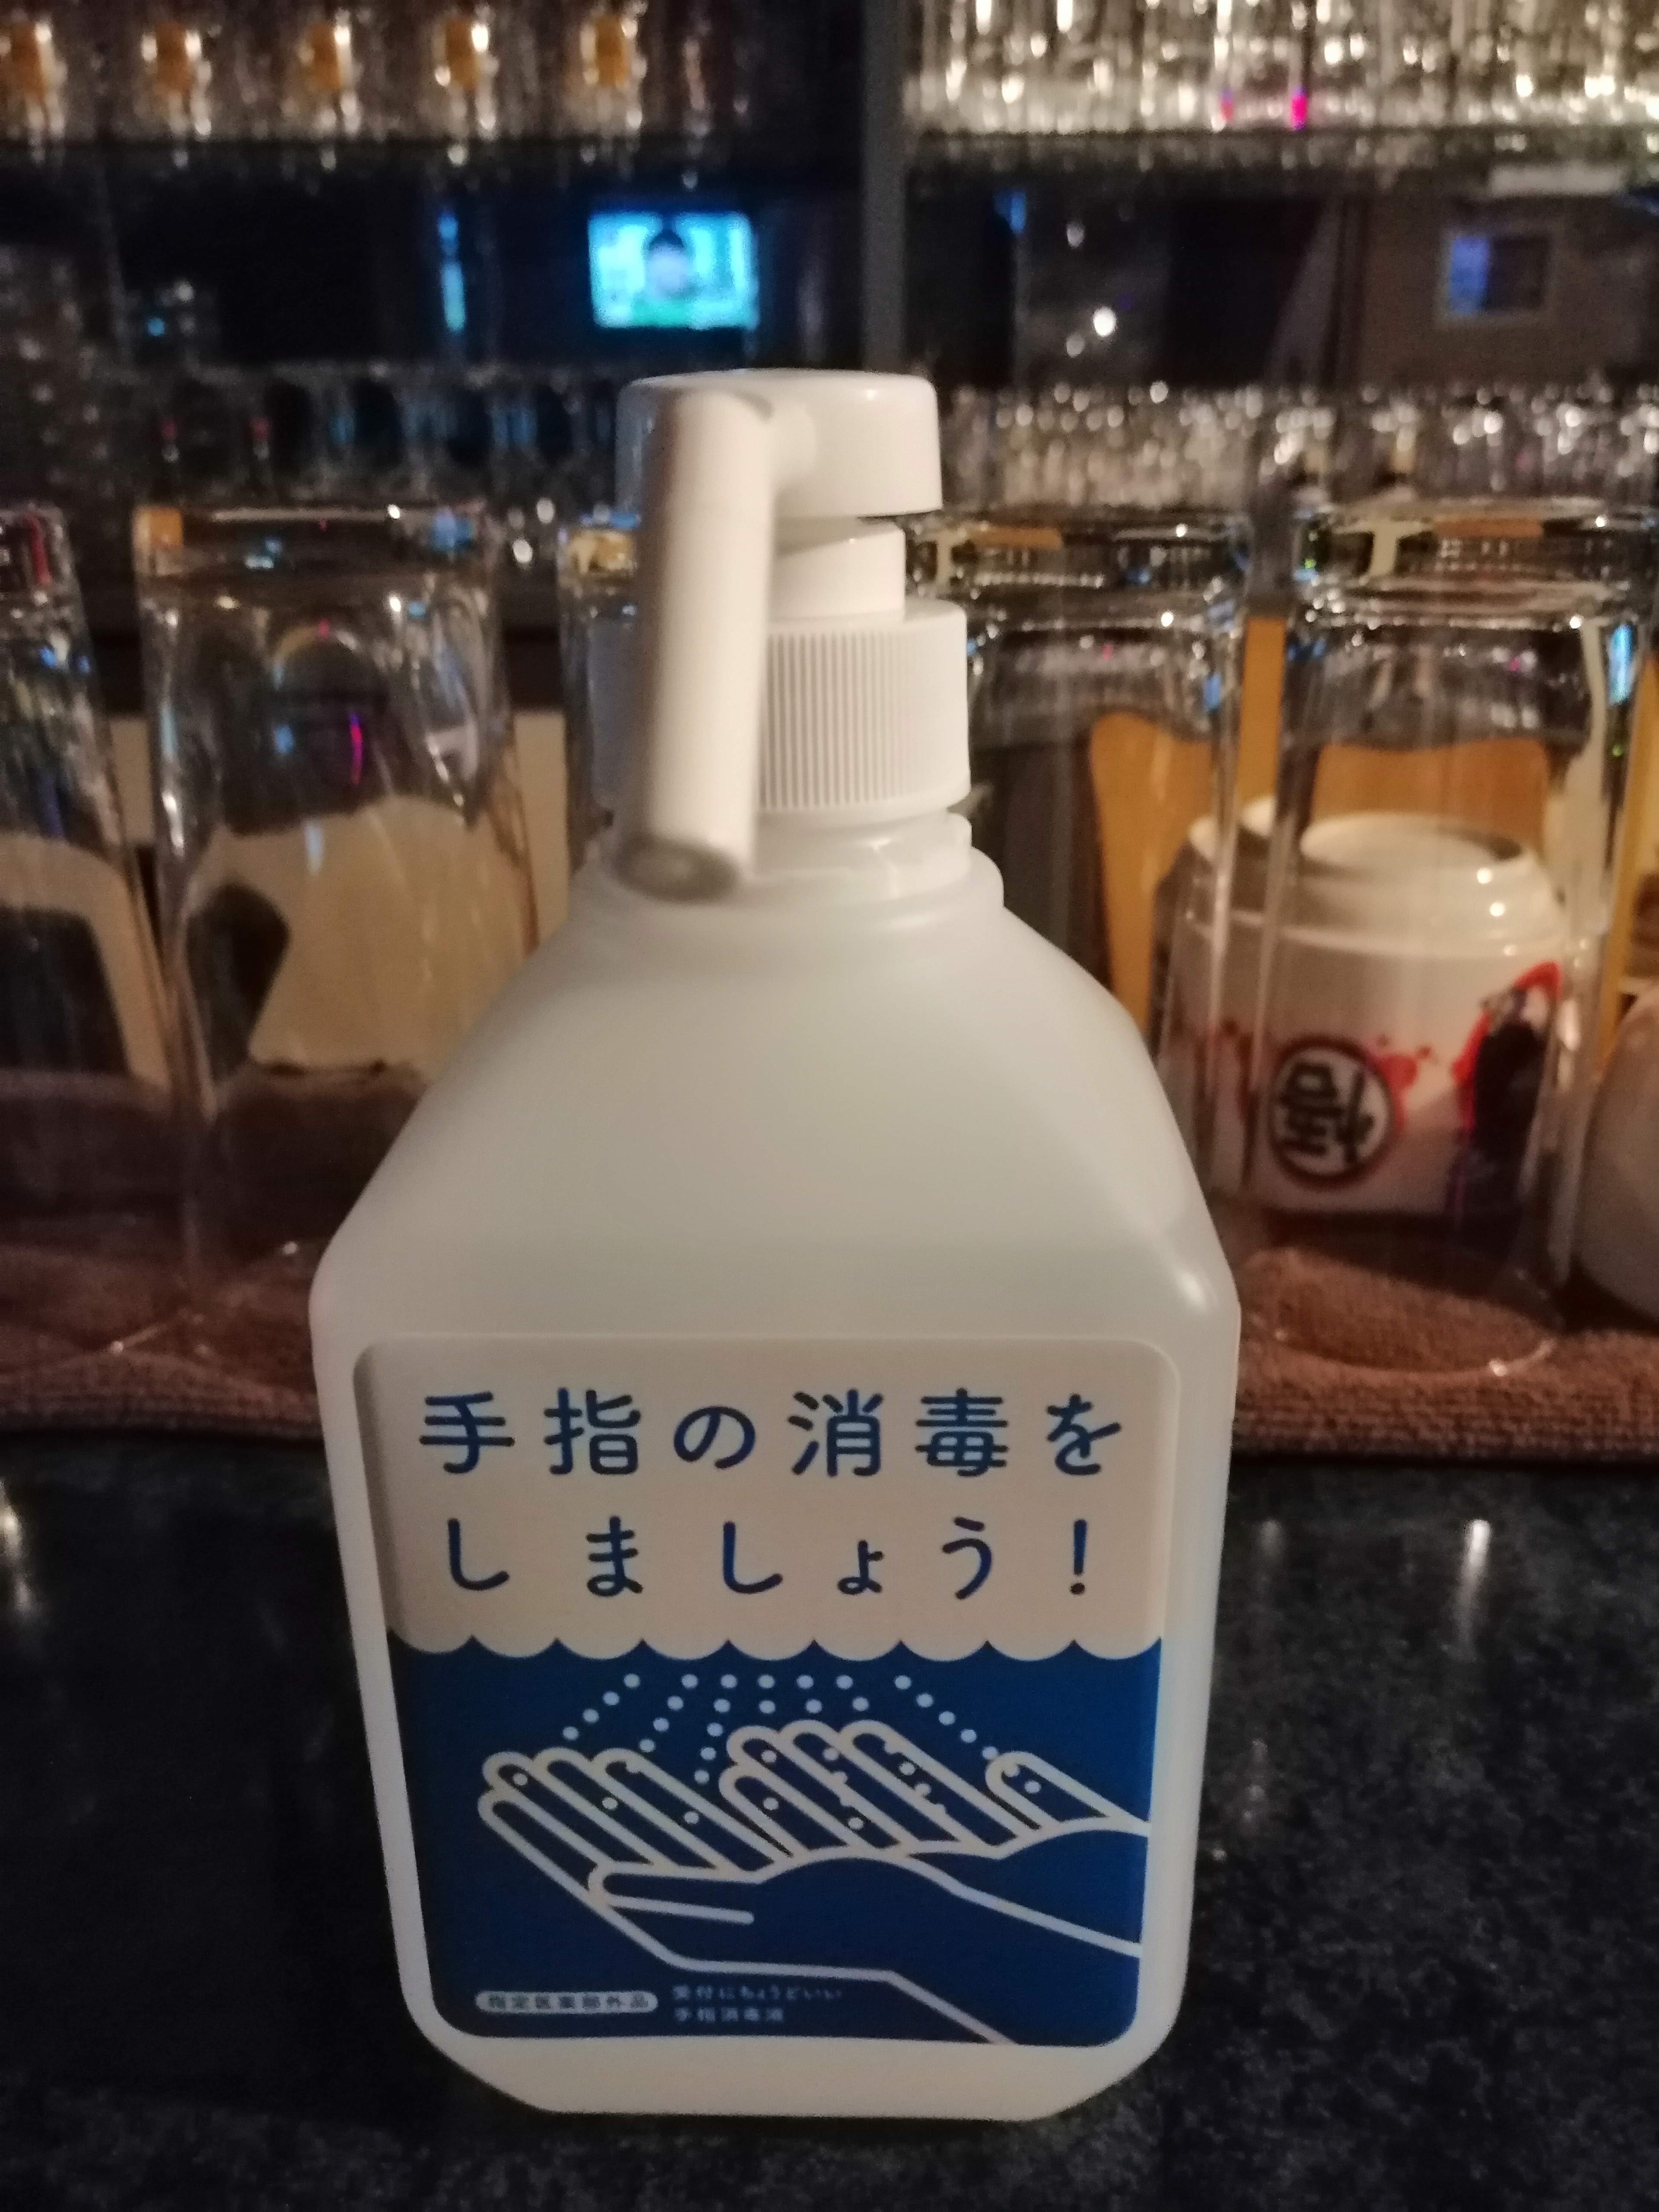 手指の消毒を
しましょう！
指定医薬部外品
受付にちょうどいい
手指消毒液